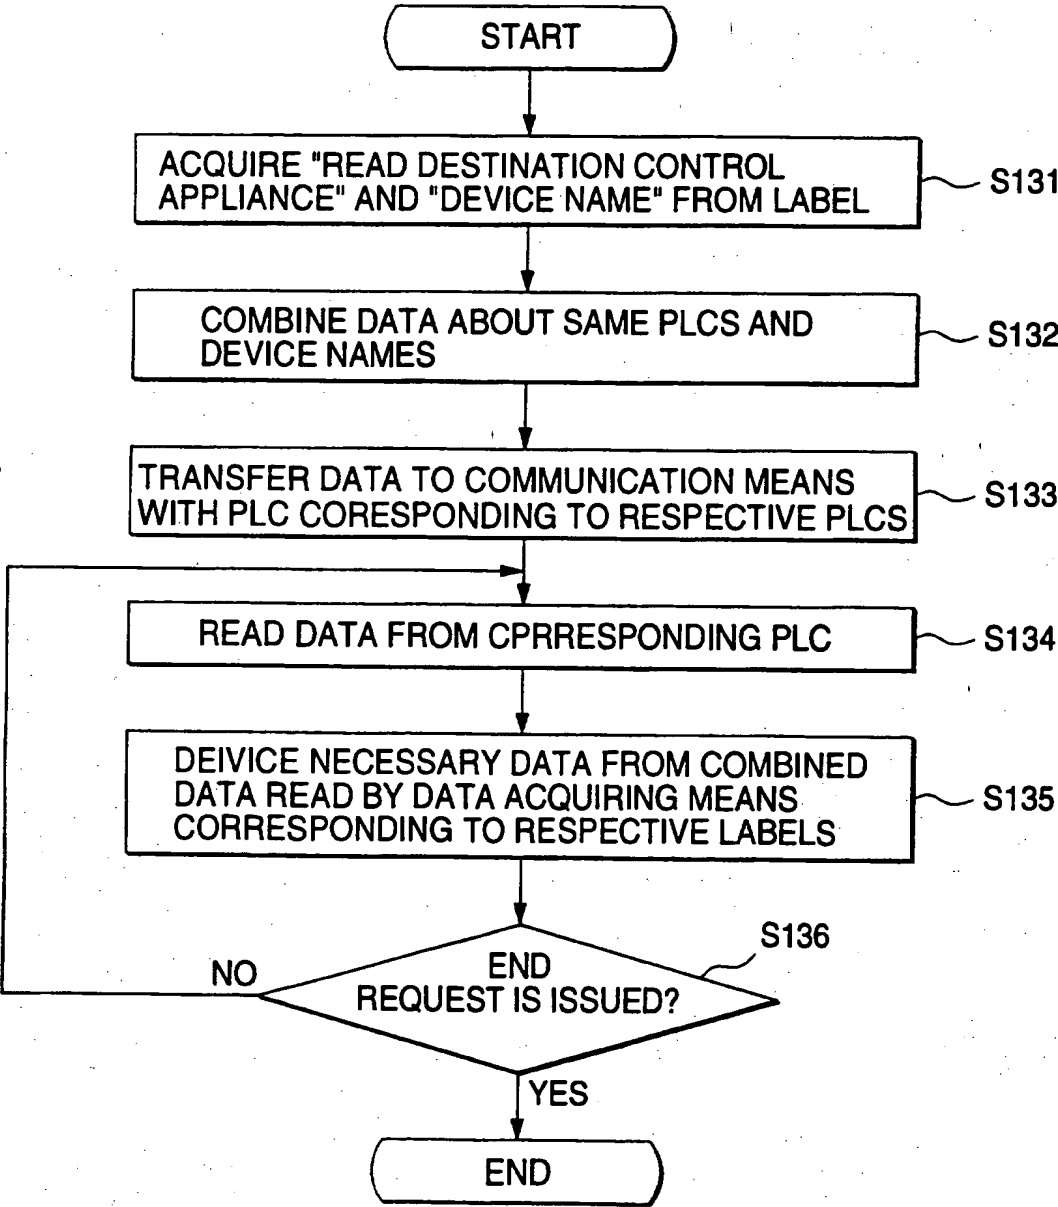 START
ACQUIRE "READ DESTINATION CONTROL
APPLIANCE" AND "DEVICE NAME" FROM LABEL
S131
COMBINE DATA ABOUT SAME PLCS AND
DEVICE NAMES
S132
TRANSFER DATA TO COMMUNICATION MEANS
WITH PLC CORESPONDING TO RESPECTIVE PLCS
S133
READ DATA FROM CPRRESPONDING PLC
S134
DEIVICE NECESSARY DATA FROM COMBINED
DATA READ BY DATA ACQUIRING MEANS
CORRESPONDING TO RESPECTIVE LABELS
S135
S136
END
REQUEST IS ISSUED?
NO
YES
END